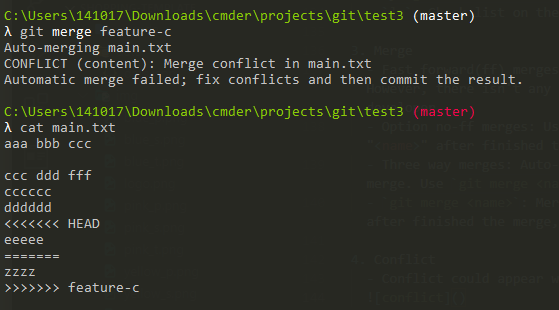 C:\Users\141017\Downloads\cmder\projects\git\test3 (master)
λ git merge feature-c
Auto-merging main.txt
CONFLICT (content): Merge conflict in main.txt
Automatic merge failed; fix conflicts and then commit the result.
C:\Users\141017\Downloads\cmder\projects\git\test3 (master)
λ cat main.txt
aaa bbb ccc
ccc ddd fff
cccccc
dddddd
<<<<<<< HEAD
eeeee
=======
zzzz
>>>>>>> feature-c